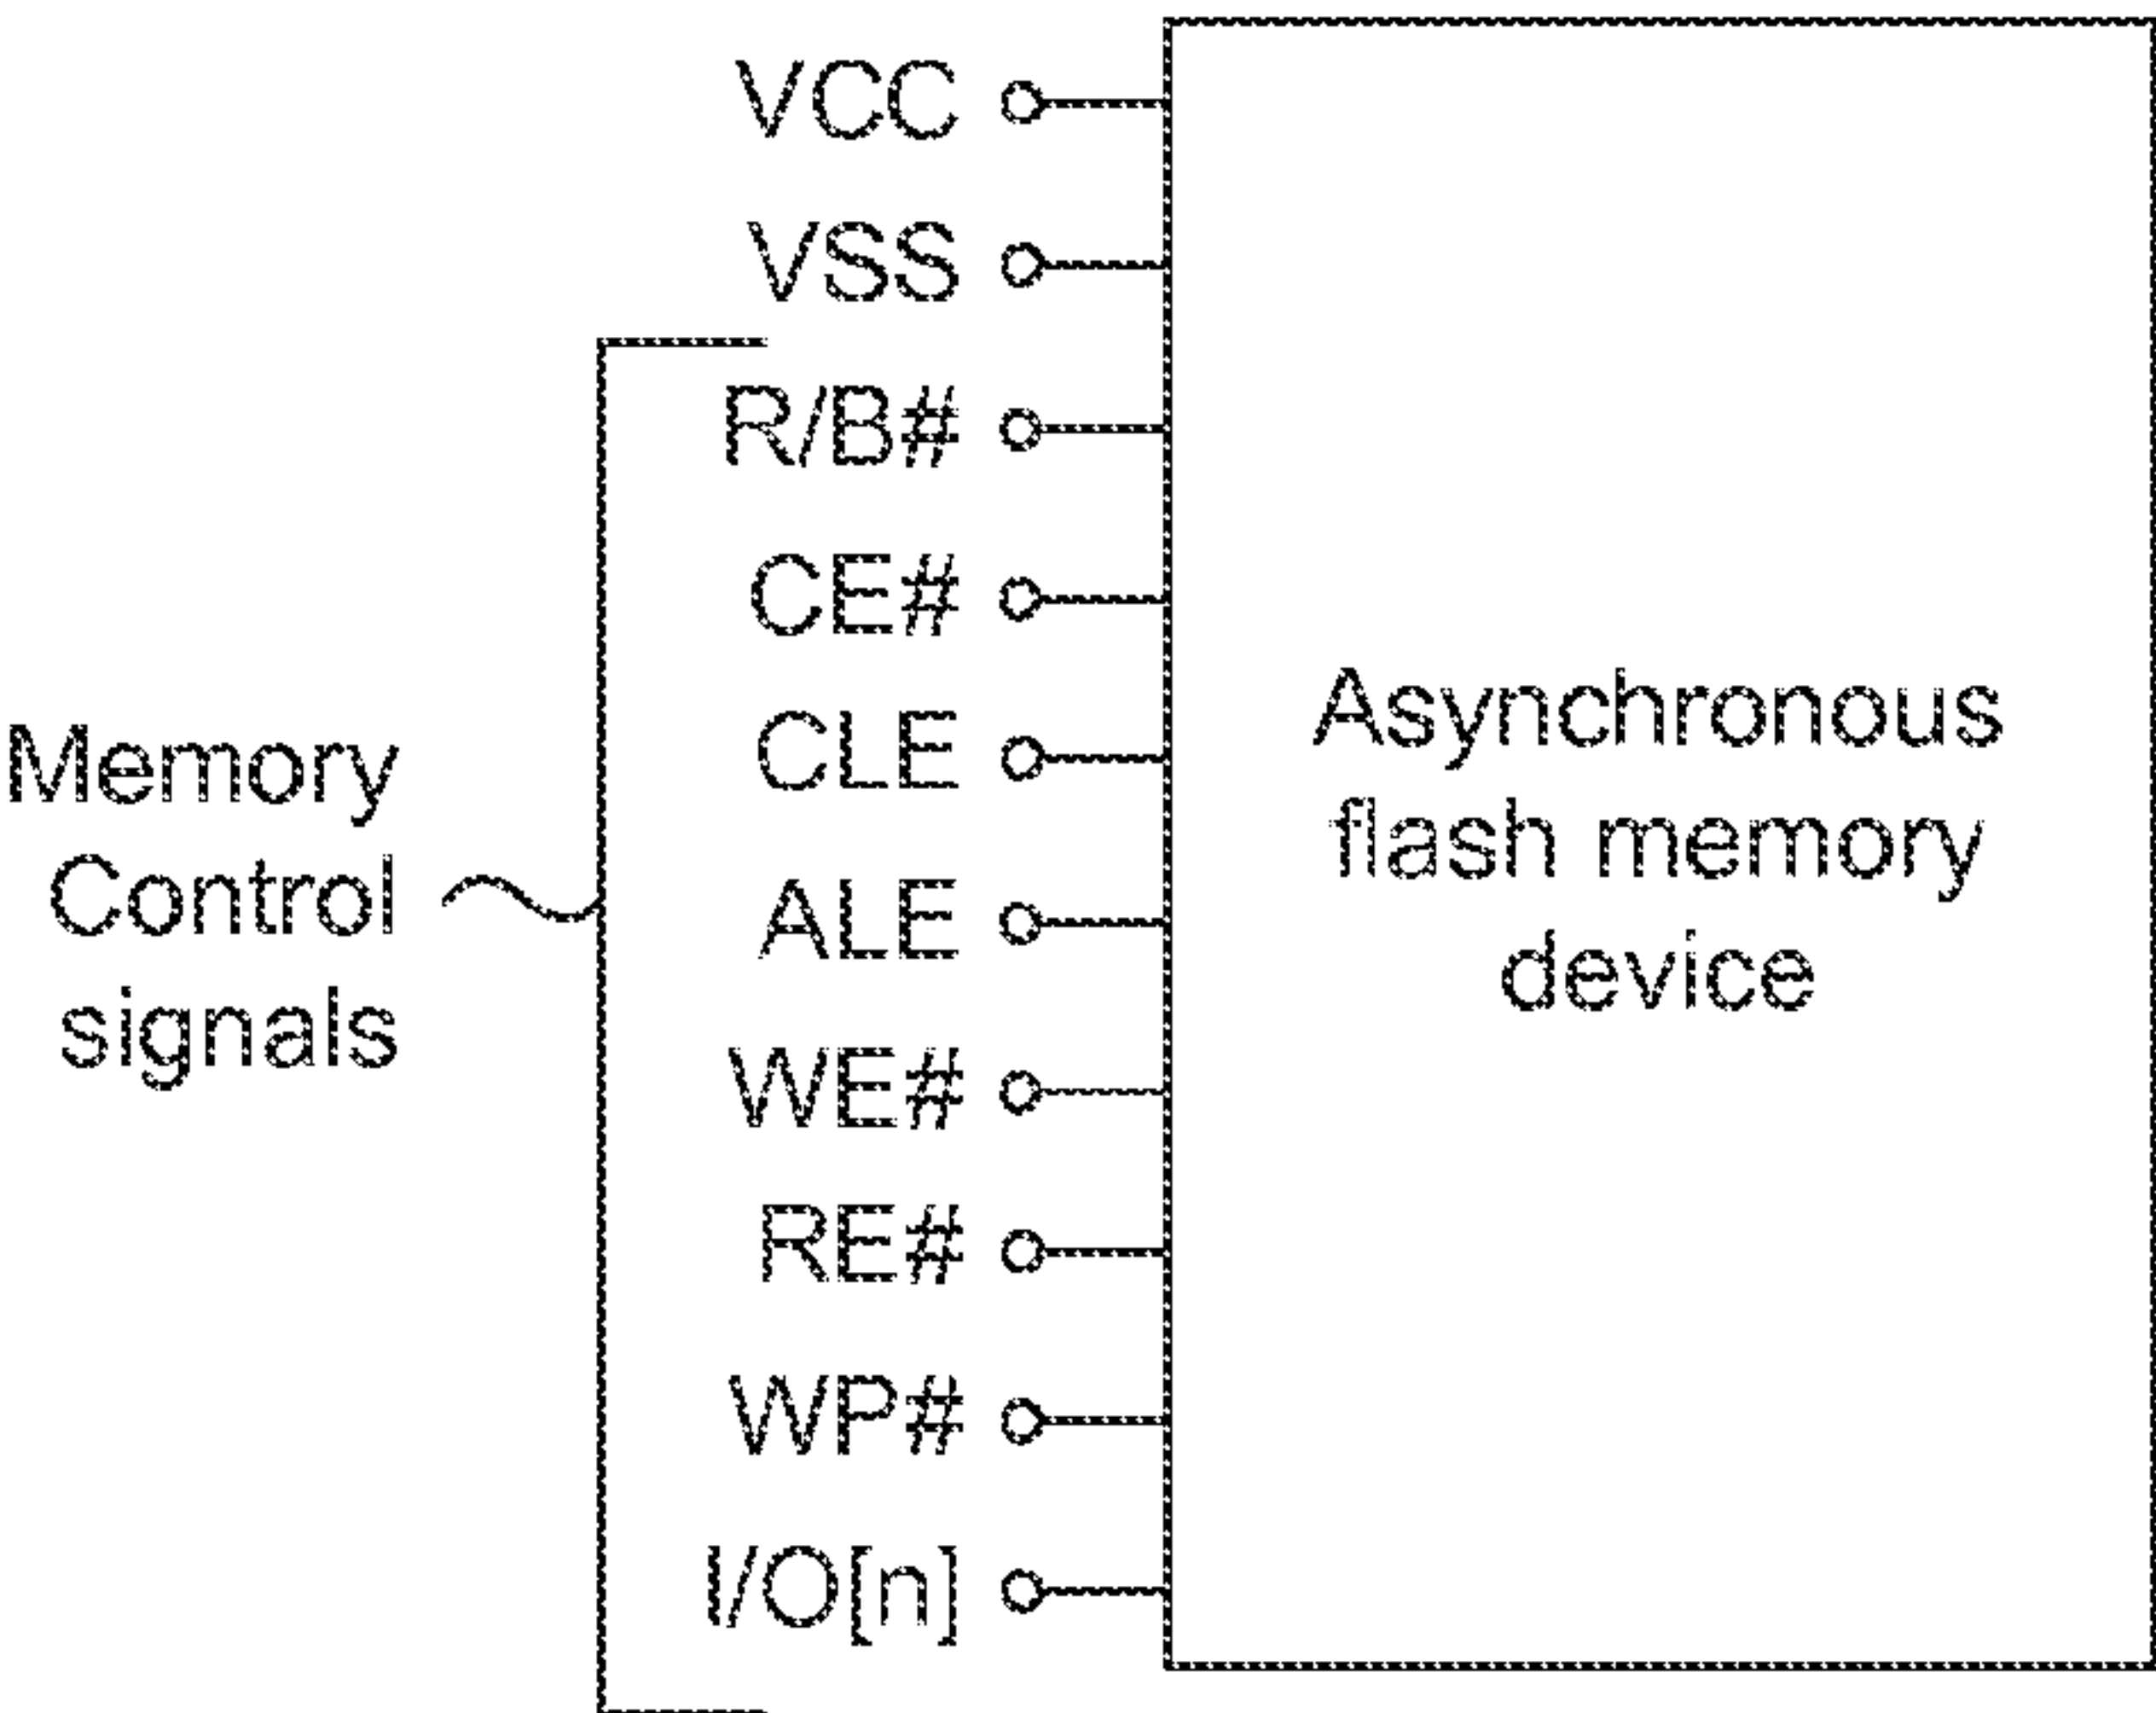 VCC
VSS
R/B#
CE#
CLE
ALE
WE#
RE#
WP#
I/O[n]
Memory
Control
signals
Asynchronous
flash memory
device